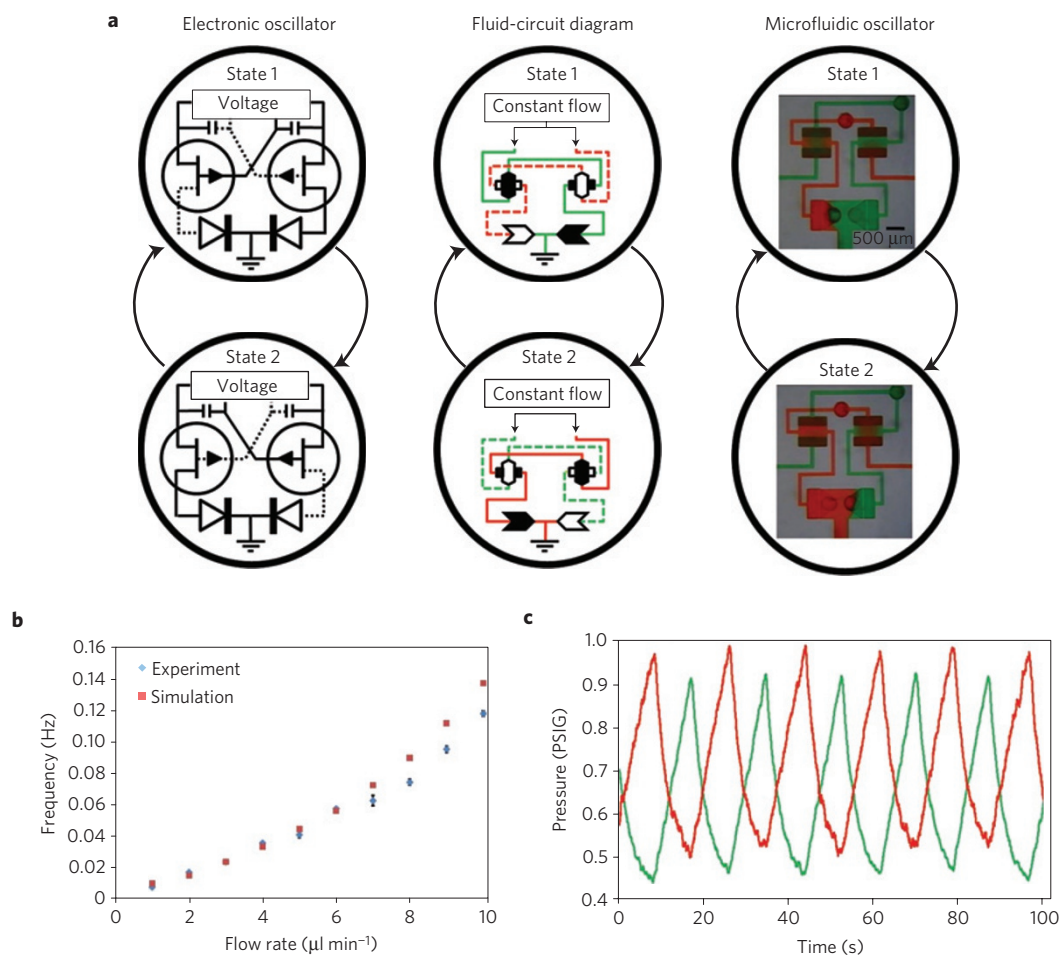 a
Electronic oscillator
Fluid-circuit diagram
Microfluidic oscillator
State 1
Voltage
State 1
Constant flow
State 1
500 μm
State 2
Voltage
State 2
Constant flow
State 2
b
0.16
0.14
0.12
0.10
0.08
0.06
0.04
0.02
0
Frequency (Hz)
Experiment
Simulation
0 2 4 6 8 10
Flow rate (μl min⁻¹)
c
1.0
0.9
0.8
0.7
0.6
0.5
0.4
Pressure (PSIG)
0 20 40 60 80 100
Time (s)